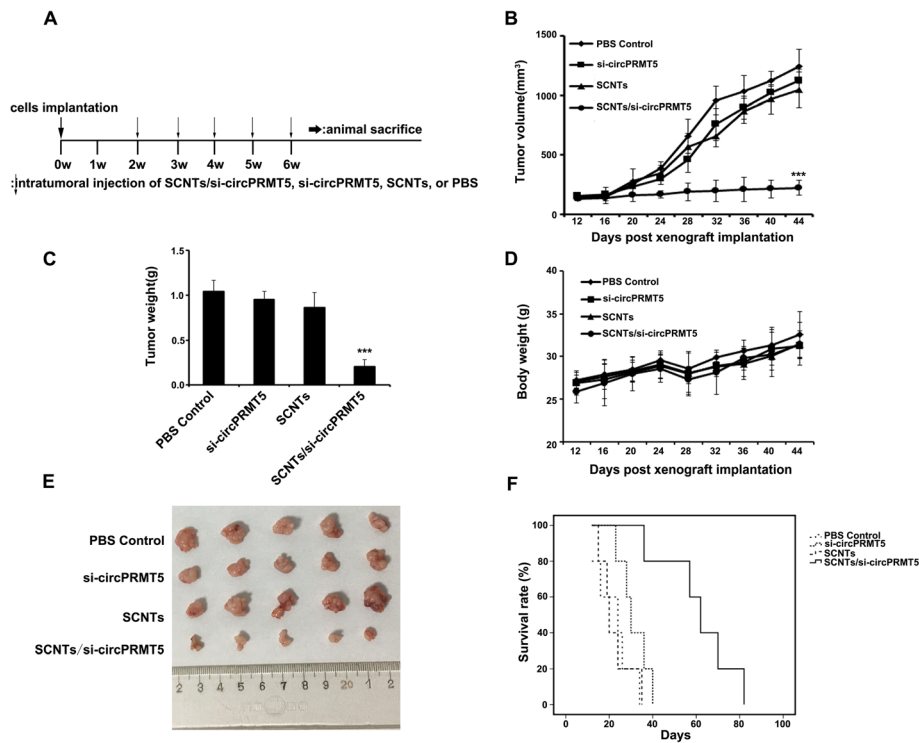 A
cells implantation
:animal sacrifice
0w 1w 2w 3w 4w 5w 6w
:intratumoral injection of SCNTs/si-circPRMT5, si-circPRMT5, SCNTs, or PBS
B
Tumor volume(mm³)
1500
1000
500
0
PBS Control
si-circPRMT5
SCNTs
SCNTs/si-circPRMT5
***
12 16 20 24 28 32 36 40 44
Days post xenograft implantation
C
Tumor weight(g)
1.5
1.0
0.5
0.0
***
PBS Control
si-circPRMT5
SCNTs
SCNTs/si-circPRMT5
D
Body weight (g)
40
35
30
25
20
PBS Control
si-circPRMT5
SCNTs
SCNTs/si-circPRMT5
12 16 20 24 28 32 36 40 44
Days post xenograft implantation
E
PBS Control
si-circPRMT5
SCNTs
SCNTs/si-circPRMT5
2 3 4 5 6 7 8 9 20 1 2
F
Survival rate (%)
100
80
60
40
20
0
0 20 40 60 80 100
Days
PBS Control
si-circPRMT5
SCNTs
SCNTs/si-circPRMT5